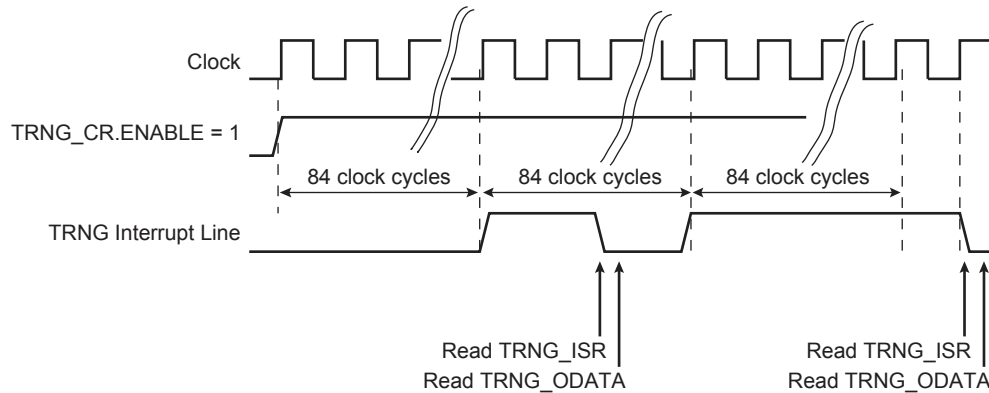 Clock
TRNG_CR.ENABLE = 1
84 clock cycles
84 clock cycles
84 clock cycles
TRNG Interrupt Line
Read TRNG_ISR
Read TRNG_ODATA
Read TRNG_ISR
Read TRNG_ODATA